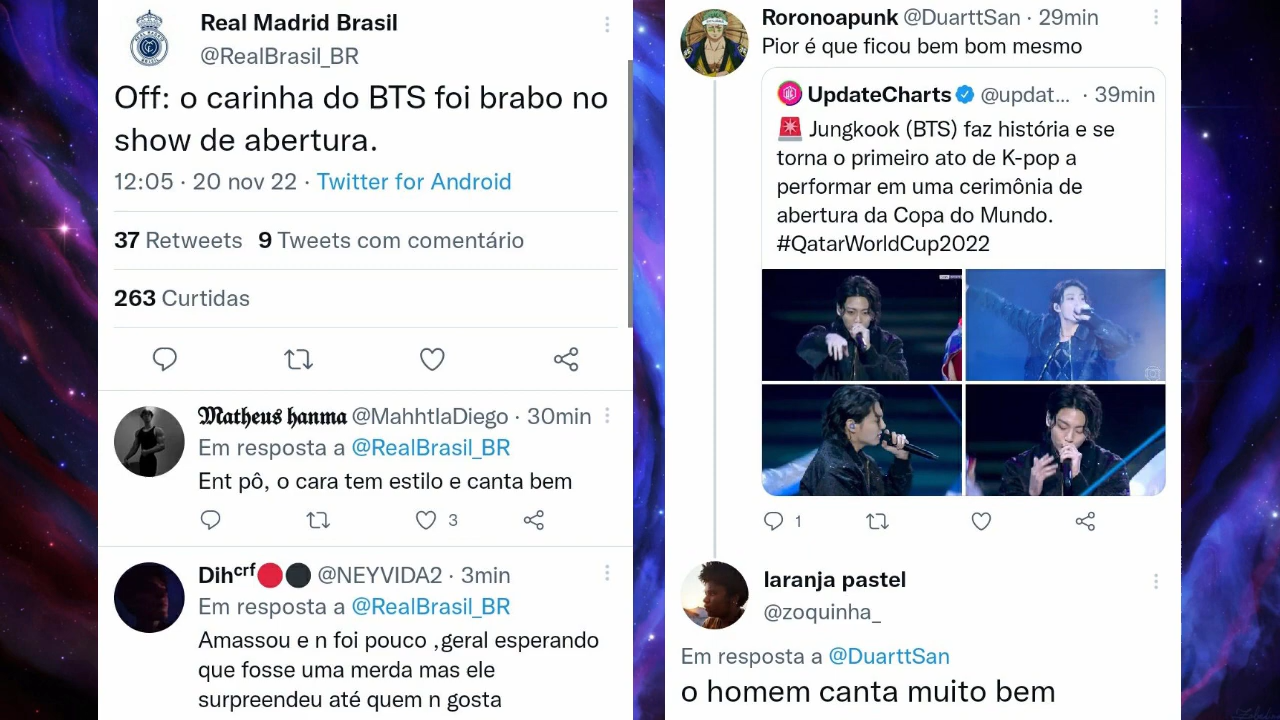 Real Madrid Brasil
@RealBrasil_BR
Off: o carinha do BTS foi brabo no
show de abertura.
12:05 · 20 nov 22 · Twitter for Android
37 Retweets 9 Tweets com comentário
263 Curtidas
𝕸𝖆𝖙𝖍𝖊𝖚𝖘 𝖍𝖆𝖓𝖒𝖆 @MahhtlaDiego · 30min
Em resposta a @RealBrasil_BR
Ent pô, o cara tem estilo e canta bem
3
Dihᶜʳᶠ🔴⚫ @NEYVIDA2 · 3min
Em resposta a @RealBrasil_BR
Amassou e n foi pouco ,geral esperando
que fosse uma merda mas ele
surpreendeu até quem n gosta
Roronoapunk @DuarttSan · 29min
Pior é que ficou bem bom mesmo
UpdateCharts @updat... · 39min
🚨 Jungkook (BTS) faz história e se
torna o primeiro ato de K-pop a
performar em uma cerimônia de
abertura da Copa do Mundo.
#QatarWorldCup2022
1
laranja pastel
@zoquinha_
Em resposta a @DuarttSan
o homem canta muito bem